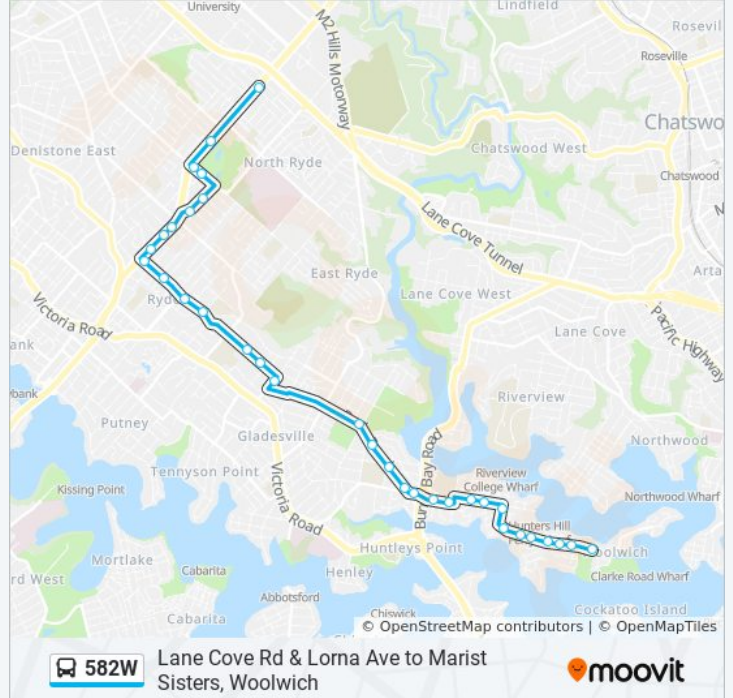 University
Lindfield
M2 Hills Motorway
Rosevil
Roseville
Chatswo
Denistone East
North Ryde
Chatswood West
Chatswood
Lane Cove Tunnel
East Ryde
Arta
Lane Cove West
Ryd
Victoria Road
Lane Cove
Pacific Highway
ank
bank
Riverview
Putney
Gladesville
Northwood
Bu
Bay Road
Tennyson Point
Riverview
College Wharf
Kissing Point
Victoria Road
Northwood Wharf
Hunters Hill
Huntleys Point
oolwich
Mortlake
rd West
Cabarita
Henley
Clarke Road Wharf
Abbotsford
Cockatoo Island
Cabarita
Chiswick
© OpenStreetMap contributors | © OpenMapTiles
582W
Lane Cove Rd & Lorna Ave to Marist
Sisters, Woolwich
moovit